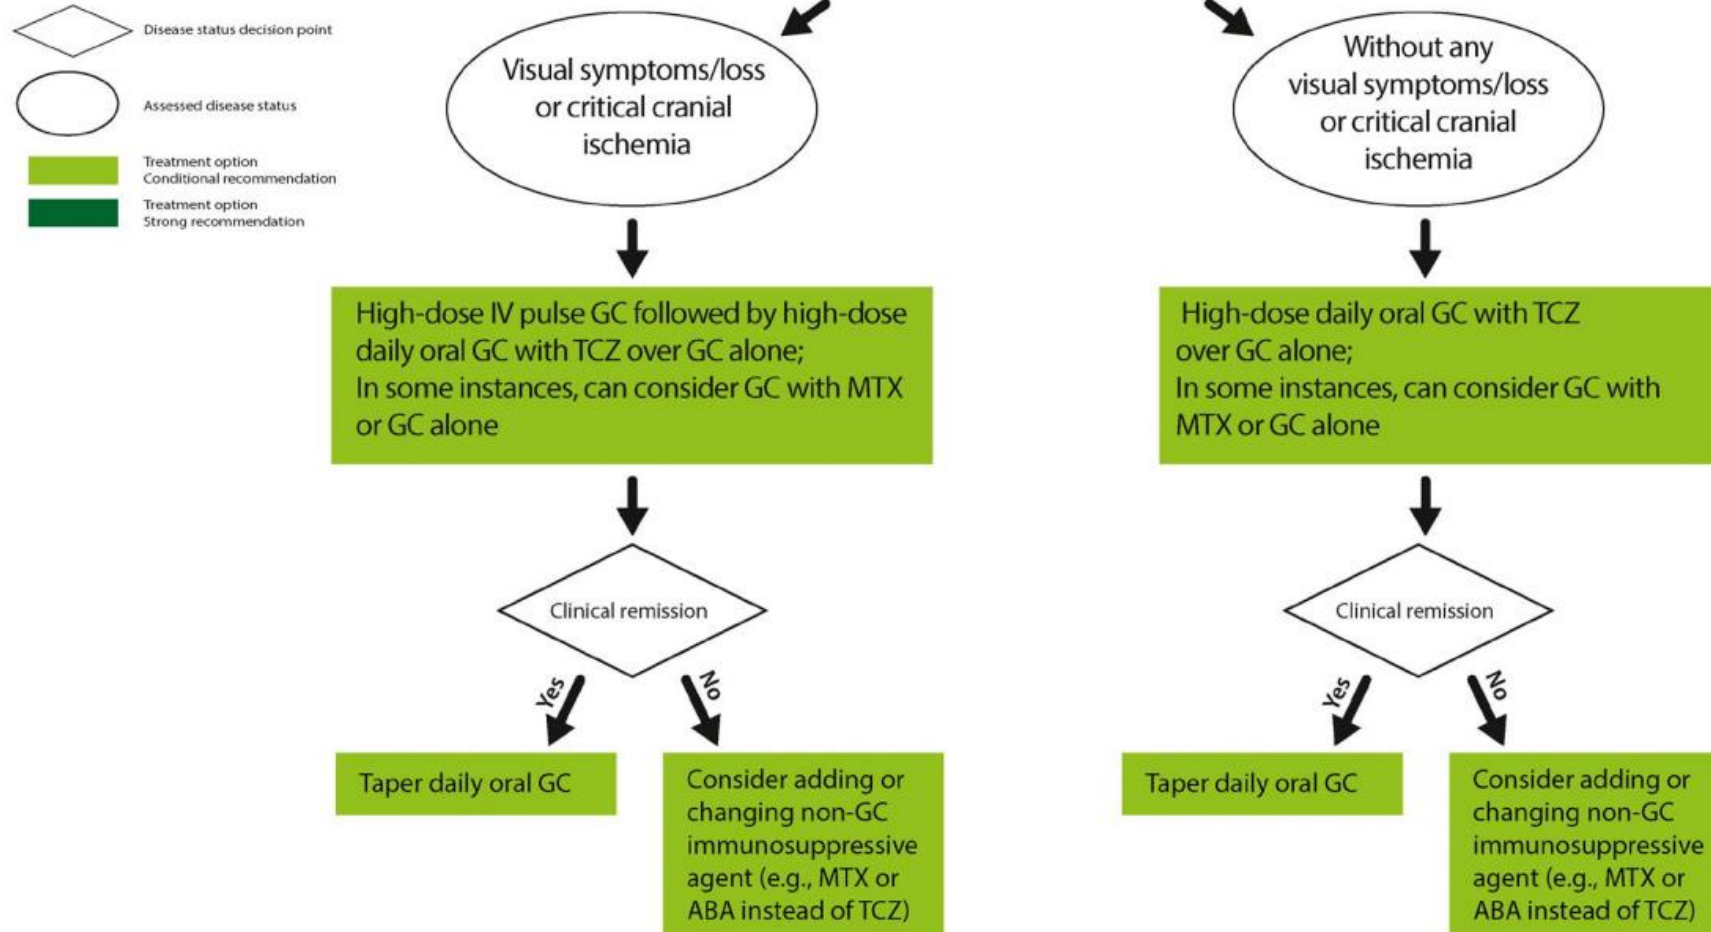 Disease status decision point
Assessed disease status
Treatment option
Conditional recommendation
Treatment option
Strong recommendation
Visual symptoms/loss
or critical cranial
ischemia
Without any
visual symptoms/loss
or critical cranial
ischemia
High-dose IV pulse GC followed by high-dose
daily oral GC with TCZ over GC alone;
In some instances, can consider GC with MTX
or GC alone
High-dose daily oral GC with TCZ
over GC alone;
In some instances, can consider GC with
MTX or GC alone
Clinical remission
Clinical remission
Yes
No
Yes
No
Taper daily oral GC
Consider adding or
changing non-GC
immunosuppressive
agent (e.g., MTX or
ABA instead of TCZ)
Taper daily oral GC
Consider adding or
changing non-GC
immunosuppressive
agent (e.g., MTX or
ABA instead of TCZ)